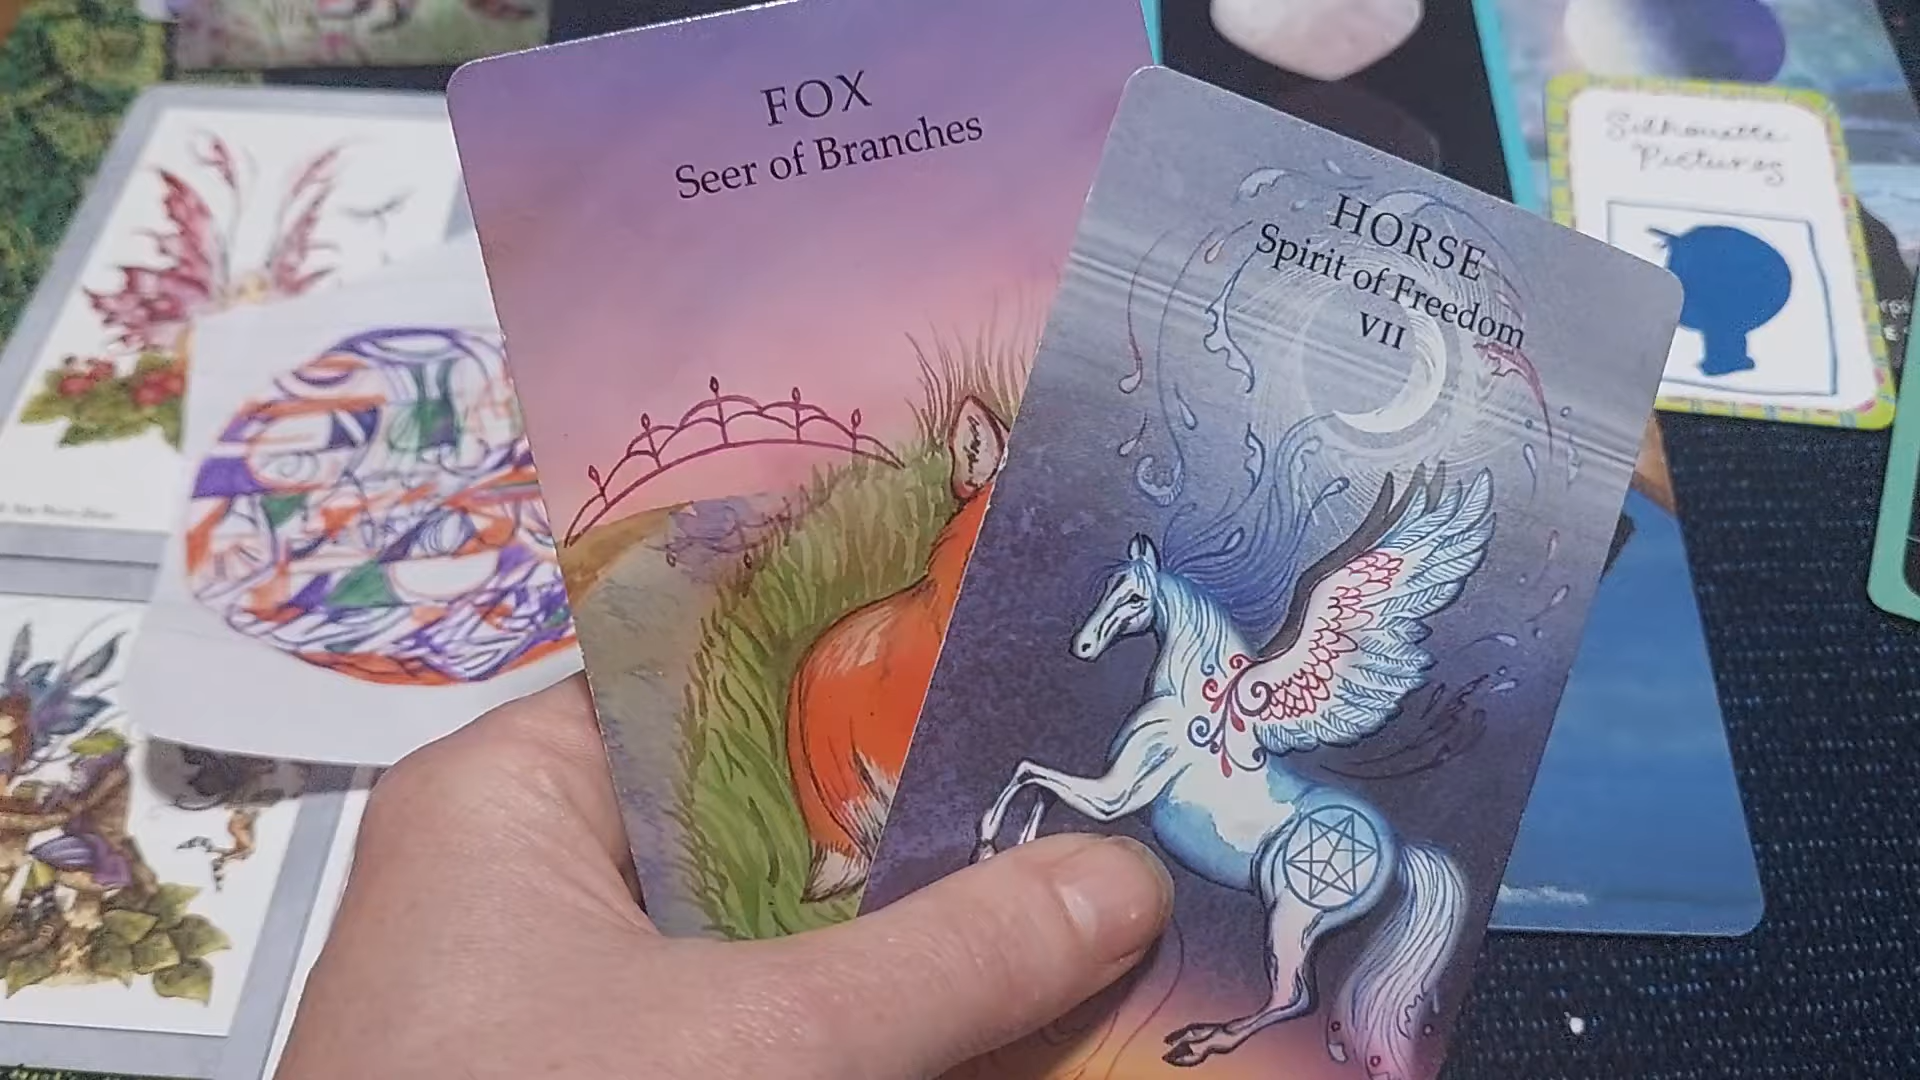 FOX
Seer of Branches
HORSE
Spirit of Freedom
VII
Silhouette
Pictures